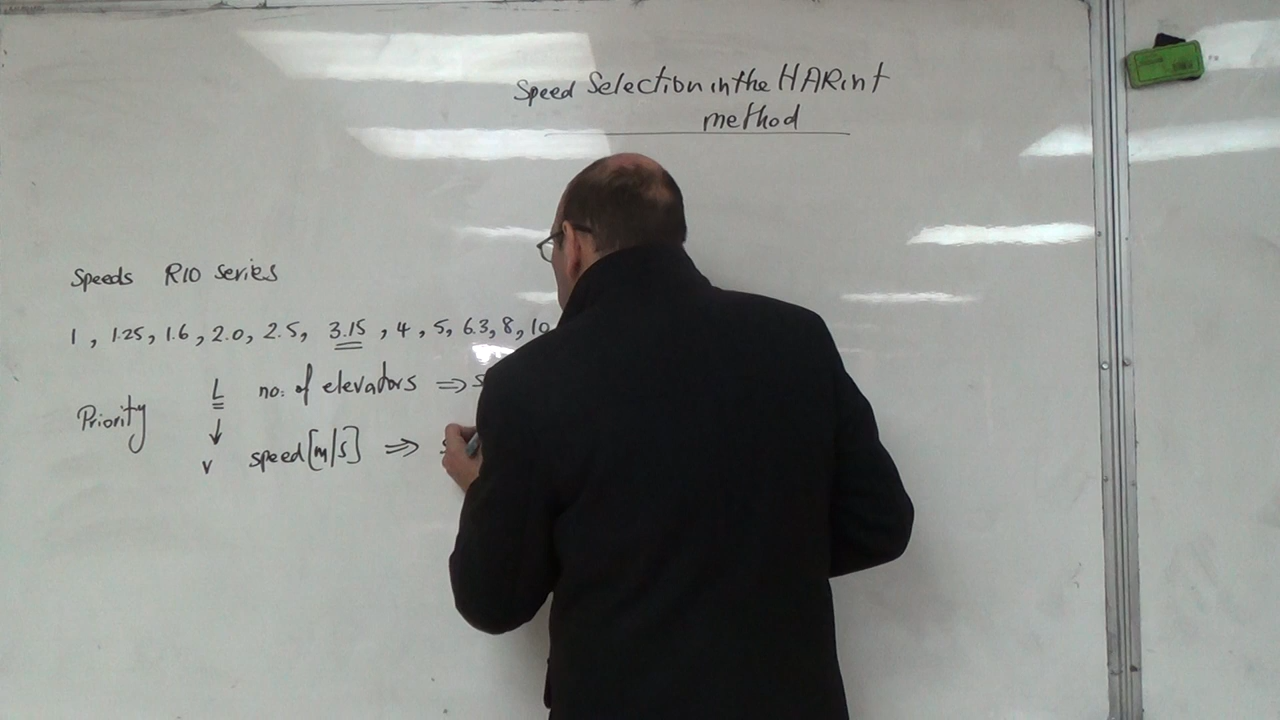 Speed Selection in the HARint
method
Speeds R10 series
1, 1.25, 1.6, 2.0, 2.5, 3.15, 4, 5, 6.3, 8, 10
Priority
L no. of elevators ⇒ s
↓
v speed [m/s] ⇒